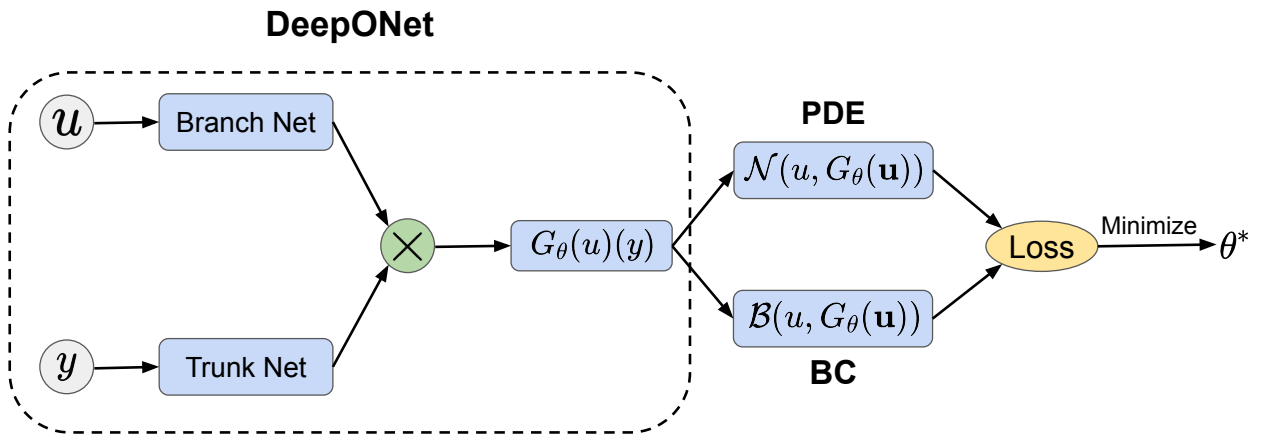 DeepONet
u
Branch Net
PDE
𝒩(u, G_θ(𝐮))
×
G_θ(u)(y)
Loss
Minimize
θ*
ℬ(u, G_θ(𝐮))
BC
y
Trunk Net